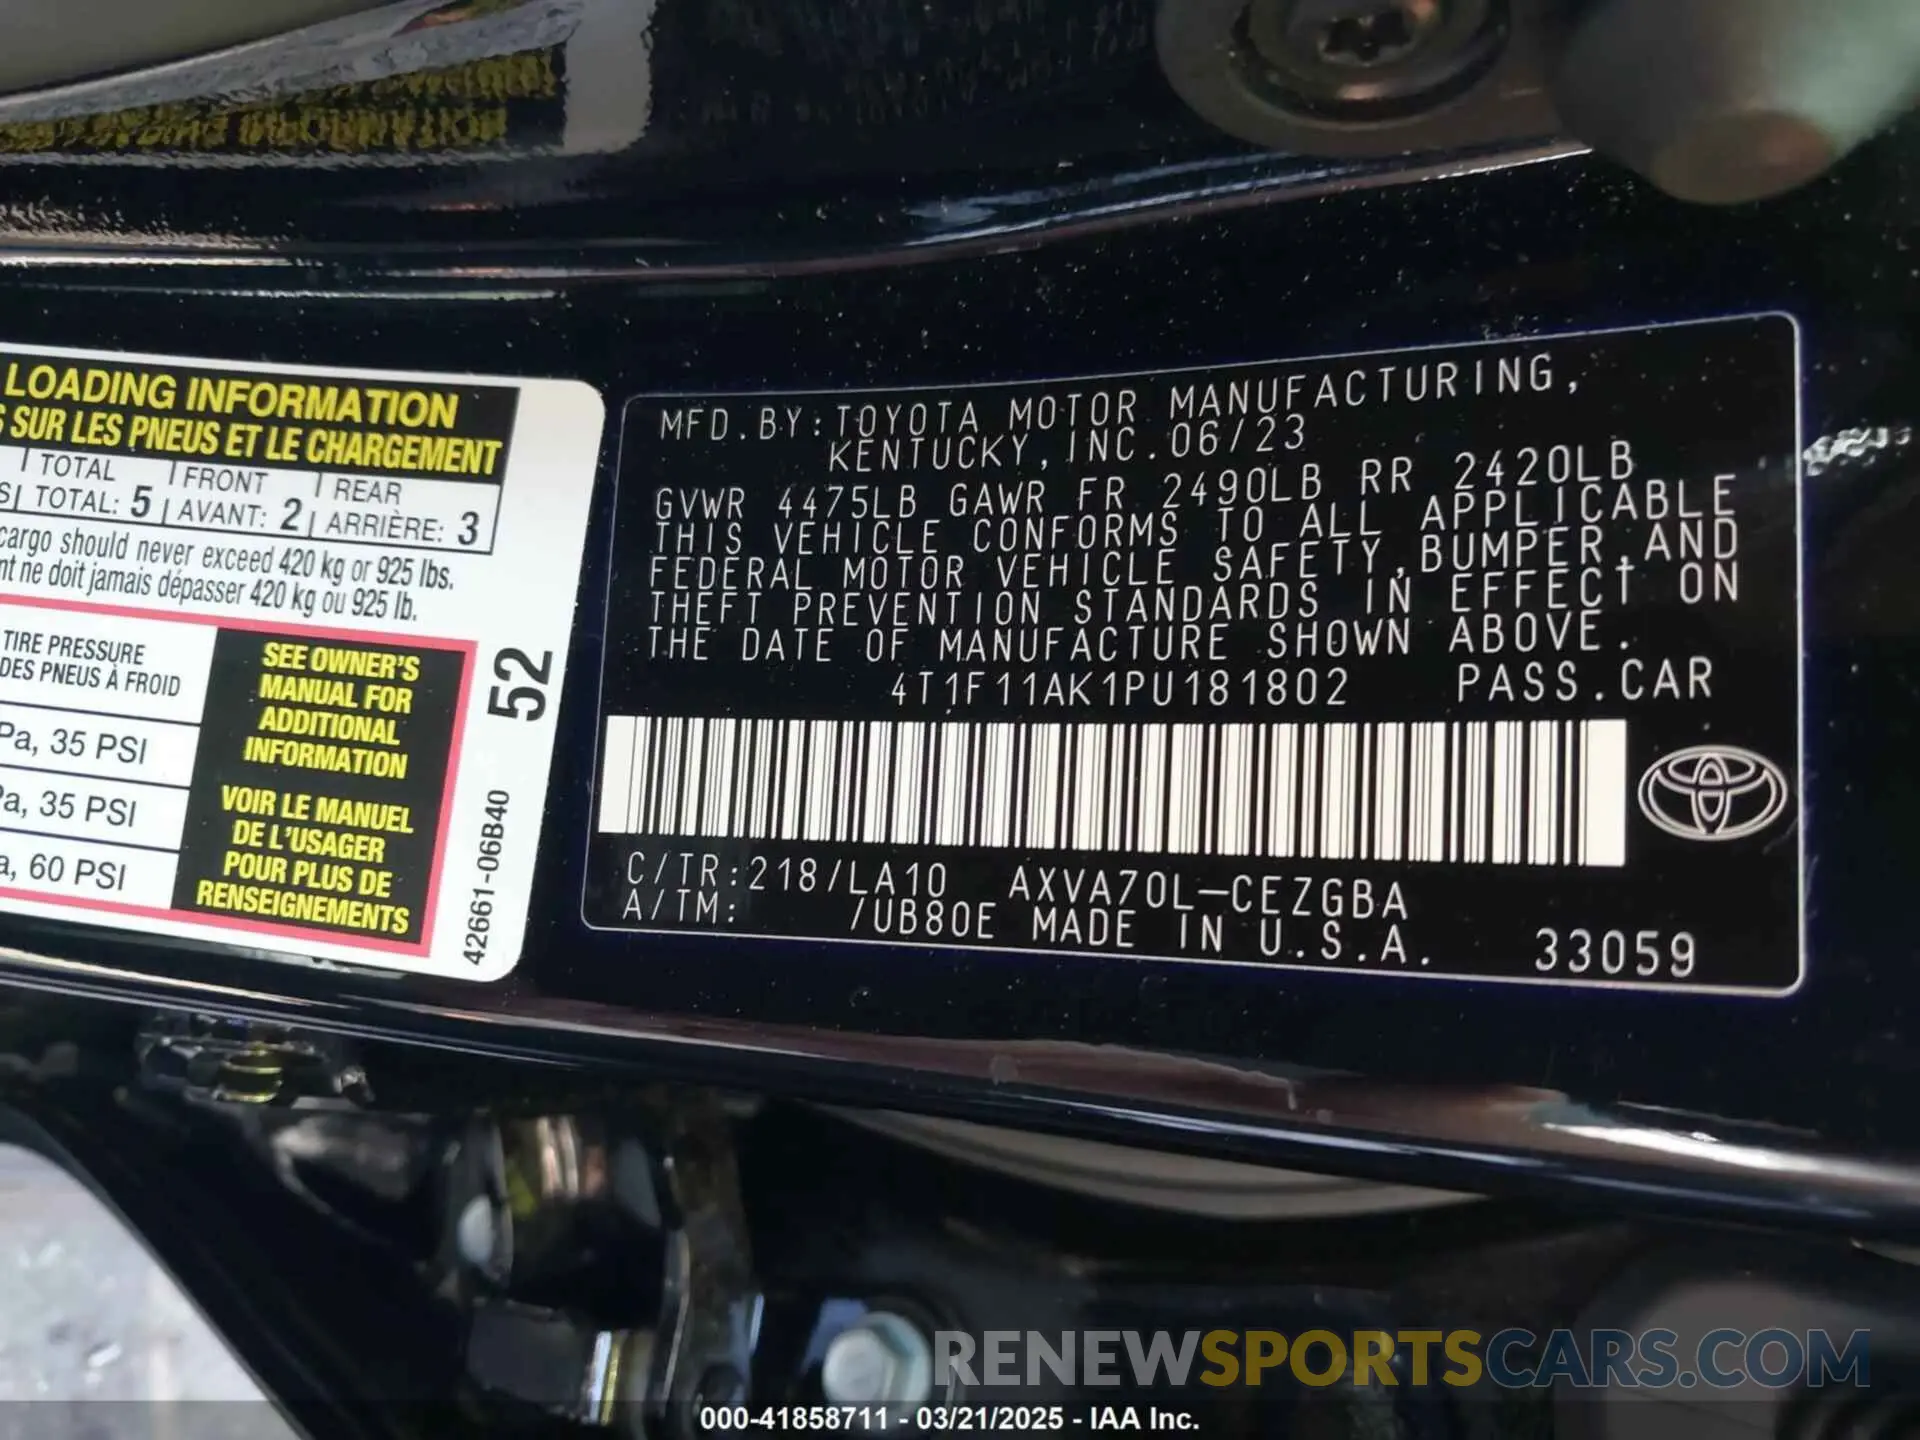 LOADING INFORMATION
SUR LES PNEUS ET LE CHARGEMENT
TOTAL FRONT REAR
TOTAL: 5 AVANT: 2 ARRIÈRE: 3
cargo should never exceed 420 kg or 925 lbs.
ne doit jamais dépasser 420 kg ou 925 lb.
TIRE PRESSURE
DES PNEUS À FROID
Pa, 35 PSI
Pa, 35 PSI
a, 60 PSI
SEE OWNER'S
MANUAL FOR
ADDITIONAL
INFORMATION
VOIR LE MANUEL
DE L'USAGER
POUR PLUS DE
RENSEIGNEMENTS
52
42661-06B40
MFD.BY:TOYOTA MOTOR MANUFACTURING,
KENTUCKY, INC.06/23
GVWR 4475LB GAWR FR 2490LB RR 2420LB
THIS VEHICLE CONFORMS TO ALL APPLICABLE
FEDERAL MOTOR VEHICLE SAFETY,BUMPER,AND
THEFT PREVENTION STANDARDS IN EFFECT ON
THE DATE OF MANUFACTURE SHOWN ABOVE.
4T1F11AK1PU181802 PASS.CAR
C/TR:218/LA10 AXVA70L-CEZGBA
A/TM: /UB80E MADE IN U.S.A. 33059
RENEWSPORTSCARS.COM
000-41858711 - 03/21/2025 - IAA Inc.